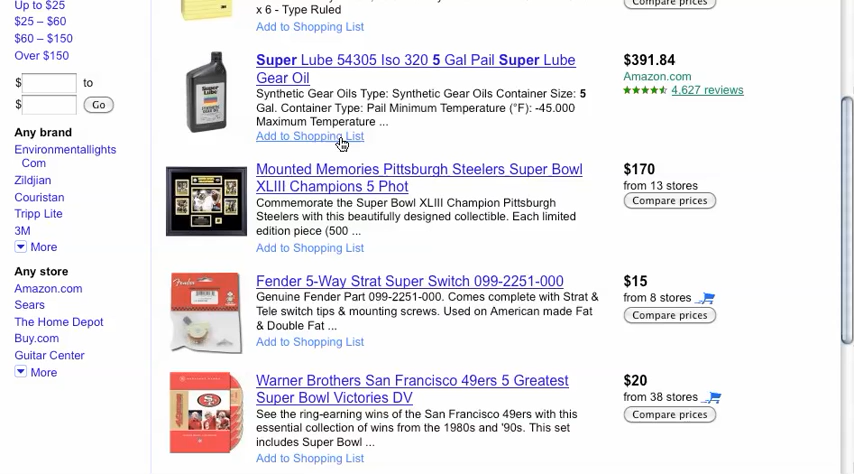 Up to $25
$25 – $60
$60 – $150
Over $150
$ to
$ Go
Any brand
Environmentallights
Com
Zildjian
Couristan
Tripp Lite
3M
More
Any store
Amazon.com
Sears
The Home Depot
Buy.com
Guitar Center
More
x 6 - Type Ruled
Add to Shopping List
Compare prices
Super Lube 54305 Iso 320 5 Gal Pail Super Lube
Gear Oil
Synthetic Gear Oils Type: Synthetic Gear Oils Container Size: 5
Gal. Container Type: Pail Minimum Temperature (°F): -45.000
Maximum Temperature ...
Add to Shopping List
$391.84
Amazon.com
4,627 reviews
Mounted Memories Pittsburgh Steelers Super Bowl
XLIII Champions 5 Phot
Commemorate the Super Bowl XLIII Champion Pittsburgh
Steelers with this beautifully designed collectible. Each limited
edition piece (500 ...
Add to Shopping List
$170
from 13 stores
Compare prices
Fender 5-Way Strat Super Switch 099-2251-000
Genuine Fender Part 099-2251-000. Comes complete with Strat &
Tele switch tips & mounting screws. Used on American made Fat
& Double Fat ...
Add to Shopping List
$15
from 8 stores
Compare prices
Warner Brothers San Francisco 49ers 5 Greatest
Super Bowl Victories DV
See the ring-earning wins of the San Francisco 49ers with this
essential collection of wins from the 1980s and '90s. This set
includes Super Bowl ...
Add to Shopping List
$20
from 38 stores
Compare prices
Super
Lube